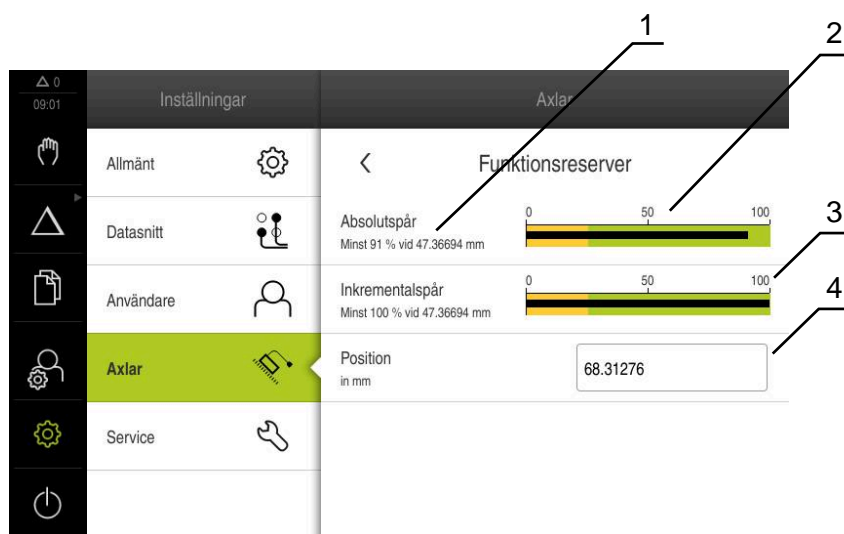 1
2
0
09:01
Inställningar
Axlar
Allmänt
Funktionsreserver
Datasnitt
Absolutspår
Minst 91 % vid 47.36694 mm
0 50 100
3
Användare
Inkrementalspår
Minst 100 % vid 47.36694 mm
0 50 100
4
Axlar
Position
in mm
68.31276
Service